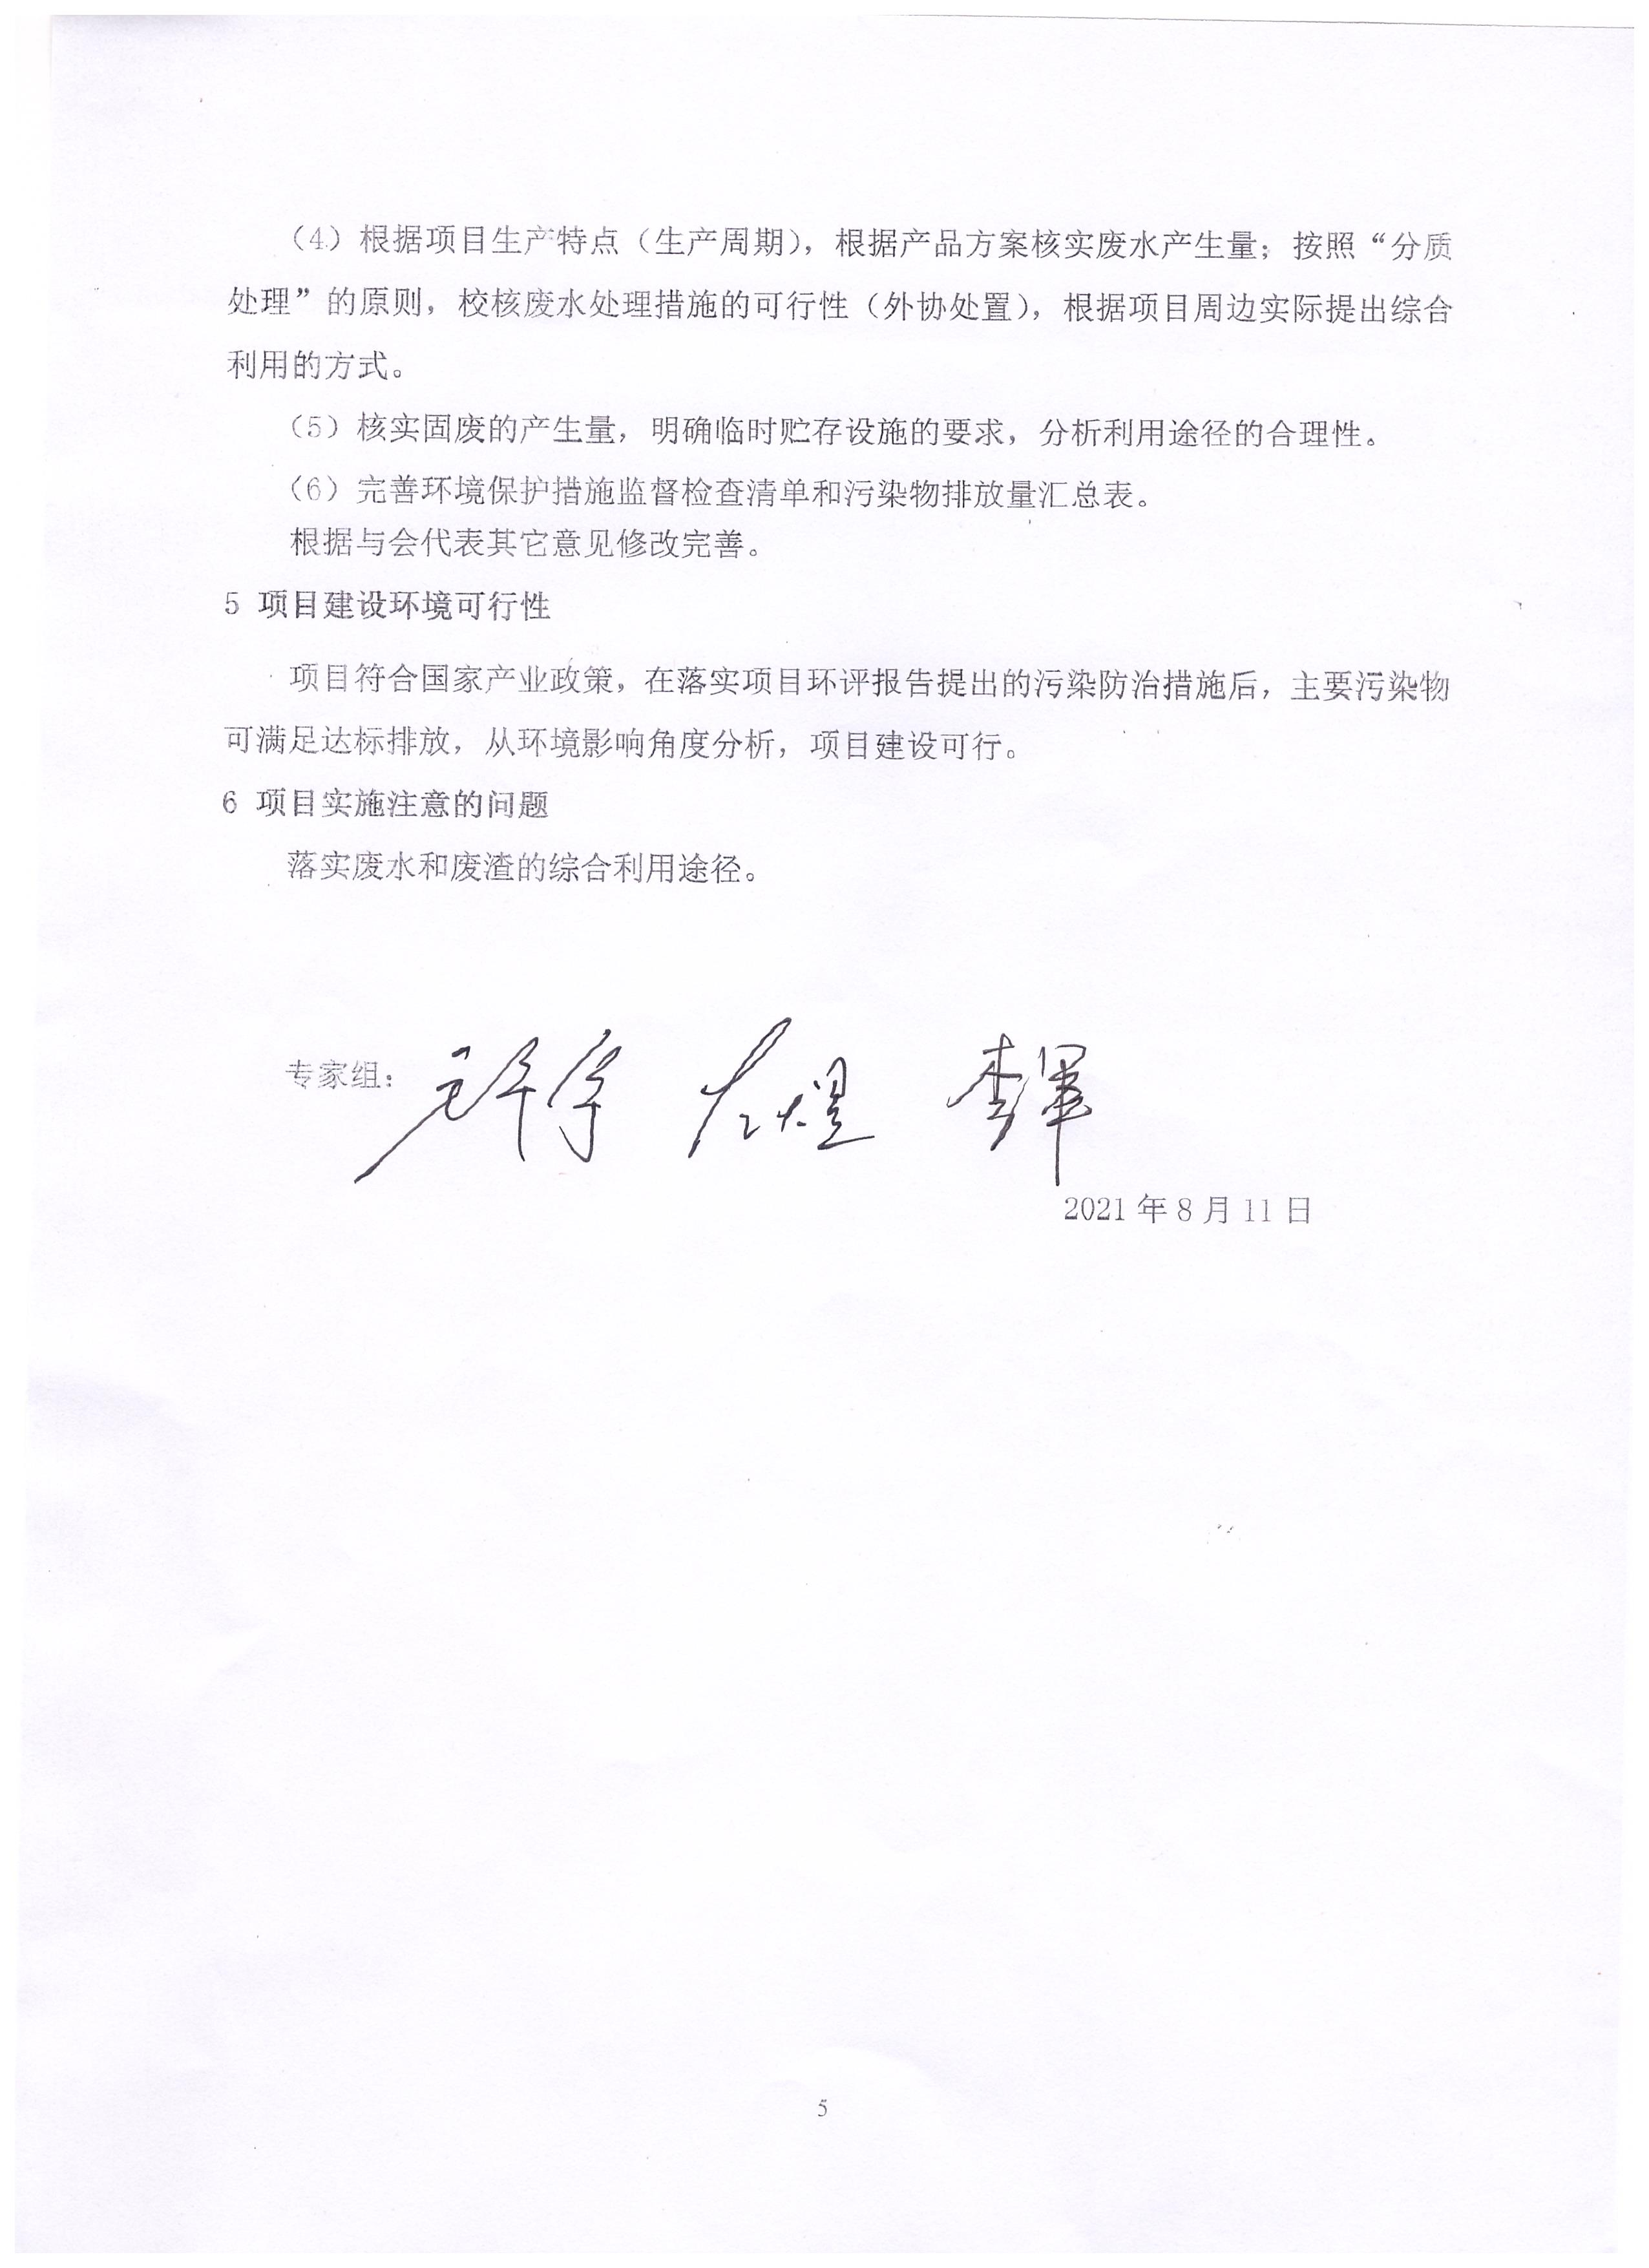 （4）根据项目生产特点（生产周期），根据产品方案核实废水产生量；按照“分质
处理”的原则，校核废水处理措施的可行性（外协处置），根据项目周边实际提出综合
利用的方式。
（5）核实固废的产生量，明确临时贮存设施的要求，分析利用途径的合理性。
（6）完善环境保护措施监督检查清单和污染物排放量汇总表。
根据与会代表其它意见修改完善。
5 项目建设环境可行性
项目符合国家产业政策，在落实项目环评报告提出的污染防治措施后，主要污染物
可满足达标排放，从环境影响角度分析，项目建设可行。
6 项目实施注意的问题
落实废水和废渣的综合利用途径。
专家组：
2021 年 8 月 11 日
5